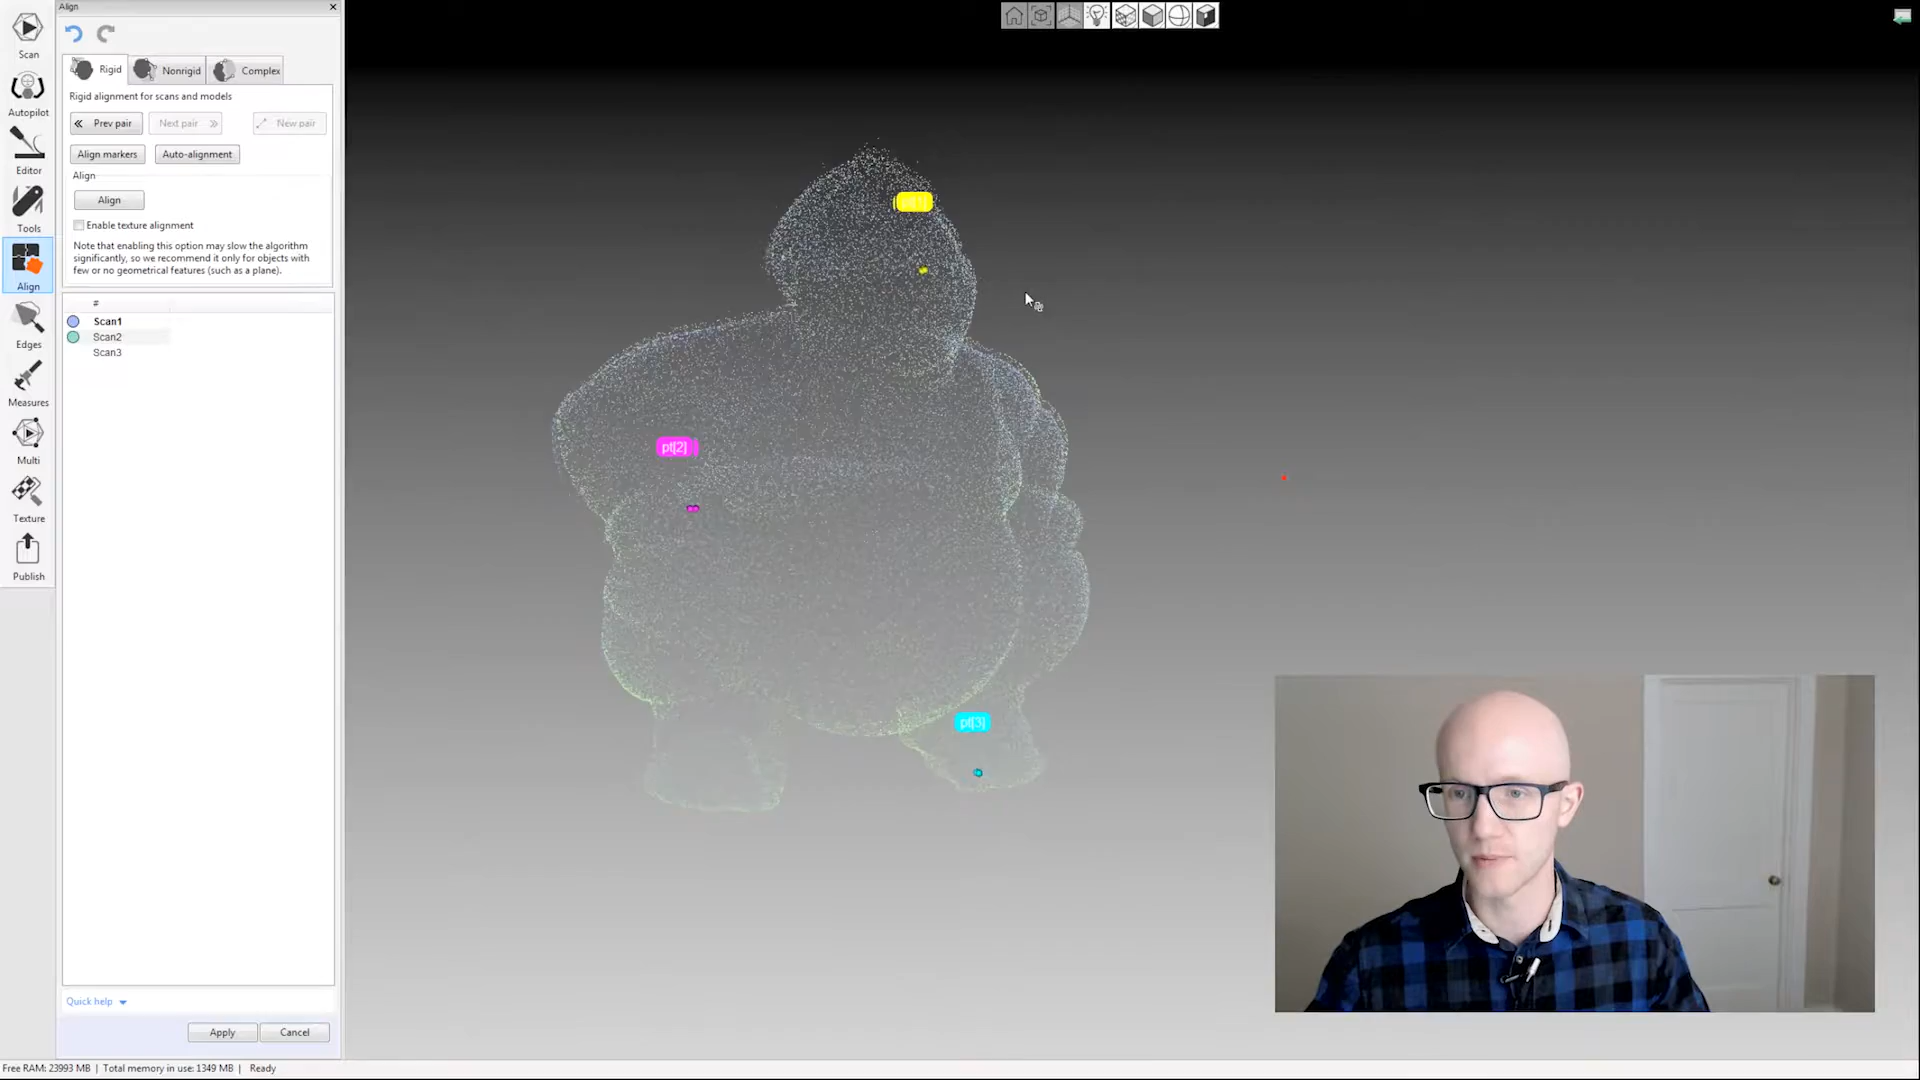 Align
Scan
Autopilot
Editor
Tools
Align
Edges
Measures
Multi
Texture
Publish
Rigid
Nonrigid
Complex
Rigid alignment for scans and models
Prev pair
Next pair
New pair
Align markers
Auto-alignment
Align
Align
Enable texture alignment
Note that enabling this option may slow the algorithm
significantly, so we recommend it only for objects with
few or no geometrical features (such as a plane).
#
Scan1
Scan2
Scan3
pt[2]
pt[3]
Quick help
Apply
Cancel
Free RAM: 23993 MB | Total memory in use: 1349 MB | Ready